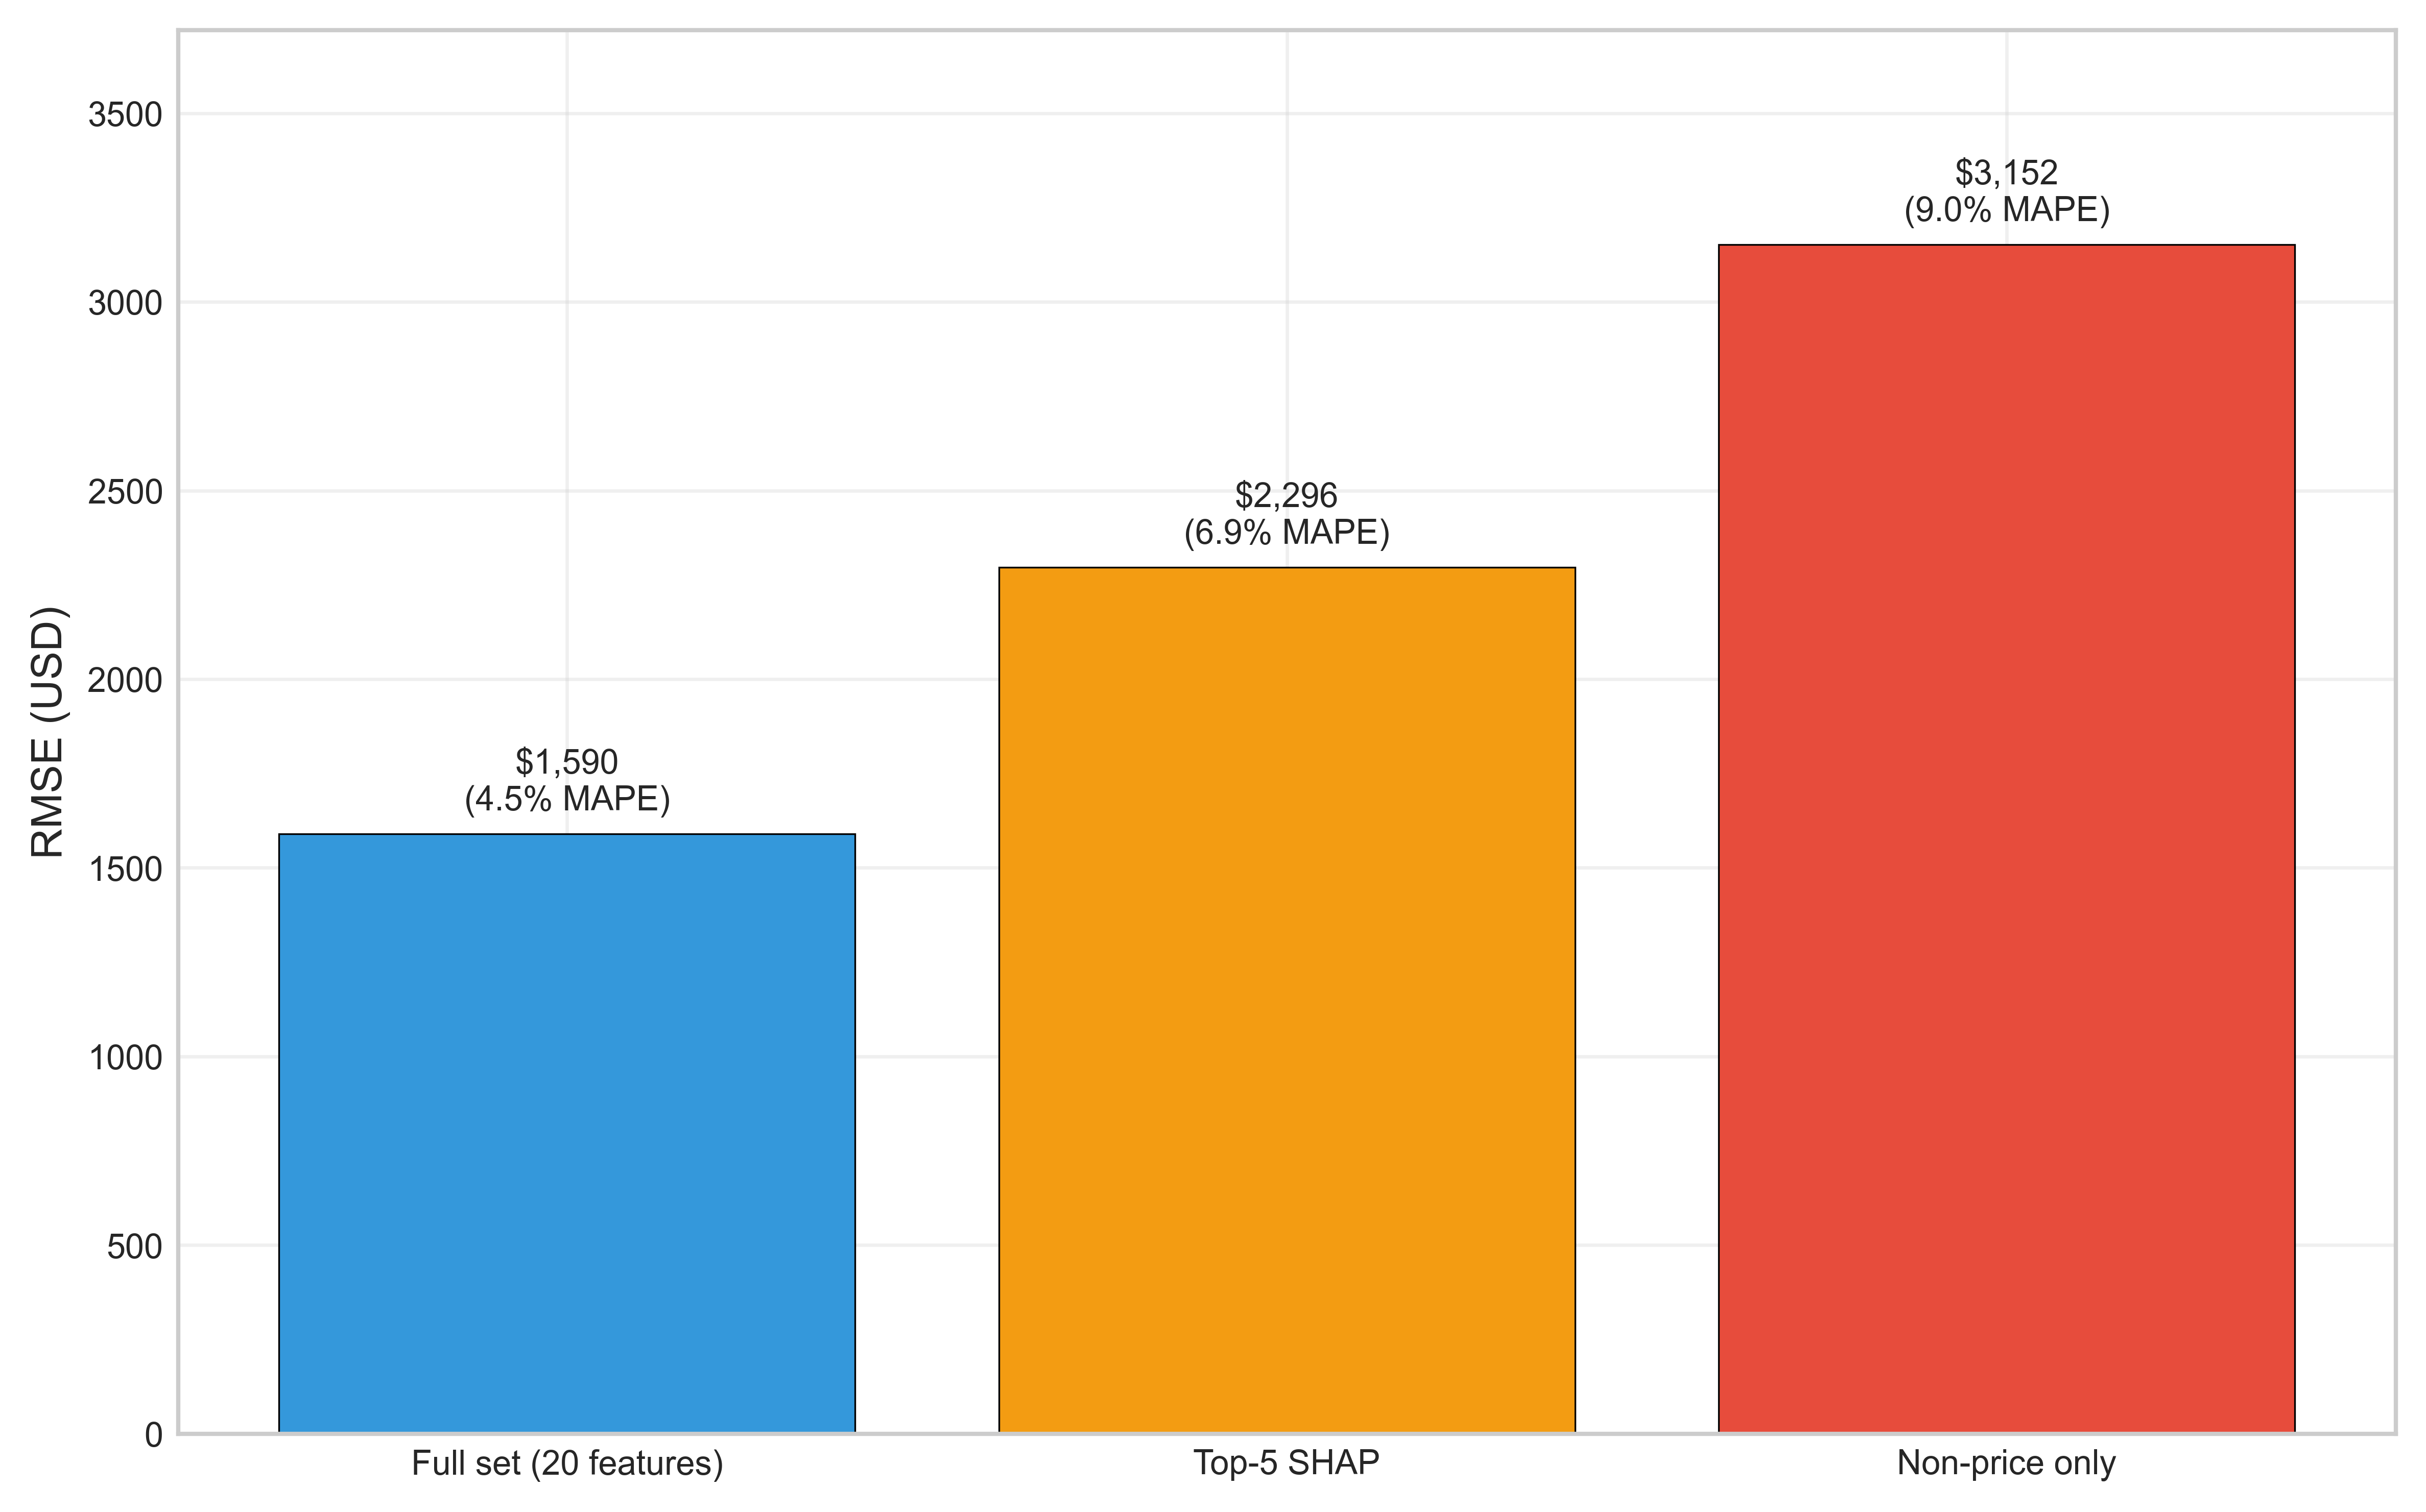 RMSE (USD)
3500
3000
2500
2000
1500
1000
500
0
$1,590
(4.5% MAPE)
$2,296
(6.9% MAPE)
$3,152
(9.0% MAPE)
Full set (20 features)
Top-5 SHAP
Non-price only